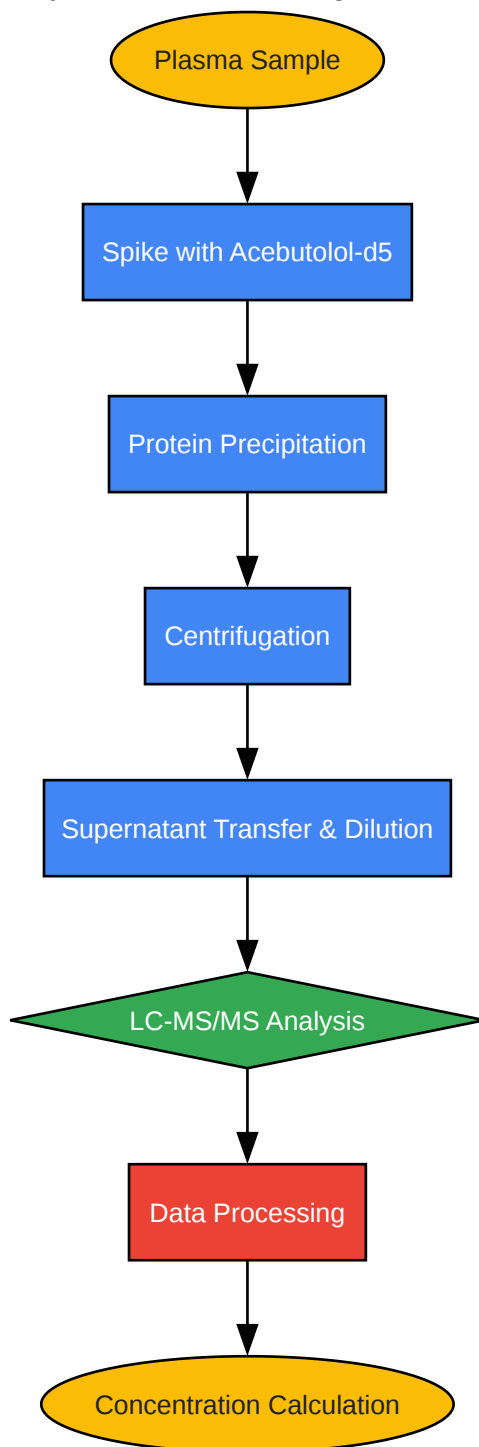 Plasma Sample
Spike with Acebutolol-d5
Protein Precipitation
Centrifugation
Supernatant Transfer & Dilution
LC-MS/MS Analysis
Data Processing
Concentration Calculation